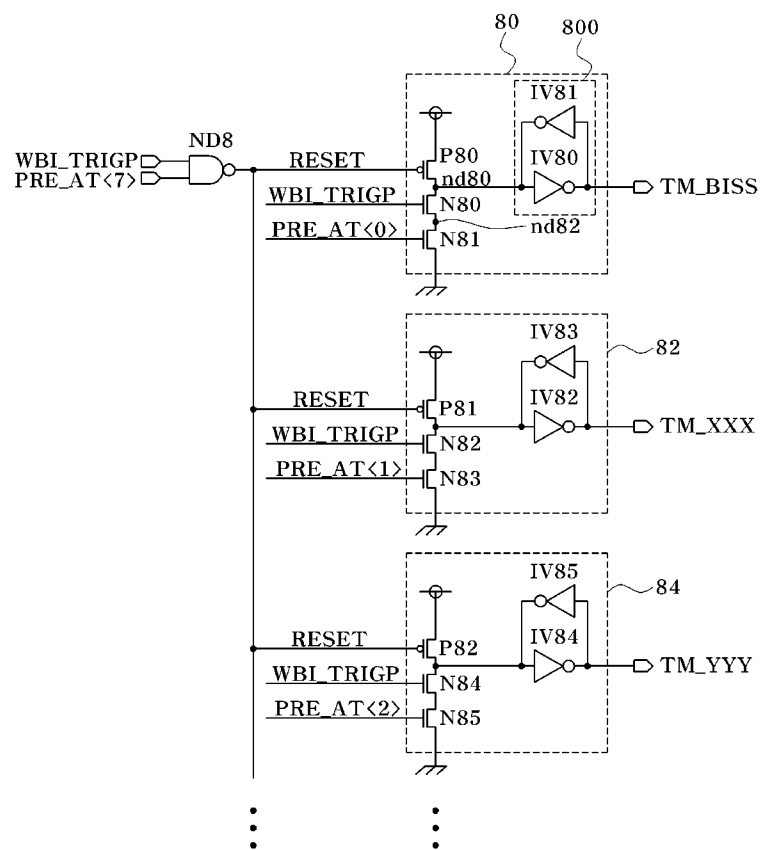 80
800
IV81
ND8
WBI_TRIGP
PRE_AT<7>
RESET
P80
nd80
IV80
TM_BISS
WBI_TRIGP
N80
nd82
PRE_AT<0>
N81
IV83
82
RESET
P81
IV82
TM_XXX
WBI_TRIGP
N82
PRE_AT<1>
N83
IV85
84
RESET
P82
IV84
TM_YYY
WBI_TRIGP
N84
PRE_AT<2>
N85